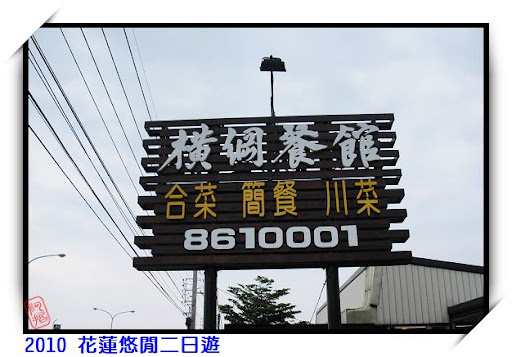 橫綱餐館
合菜 簡餐 川菜
8610001
2010 花蓮悠閒二日遊